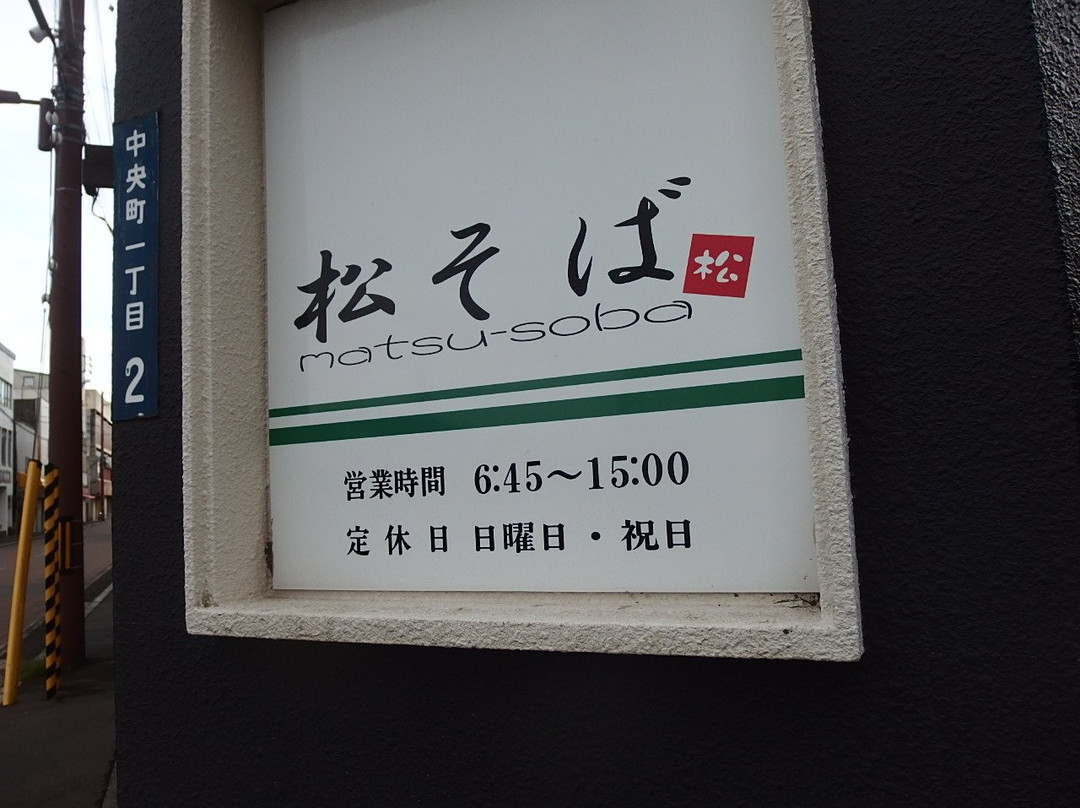 中央町一丁目 2
松そば 松
matsu-soba
営業時間 6:45～15:00
定休日 日曜日・祝日